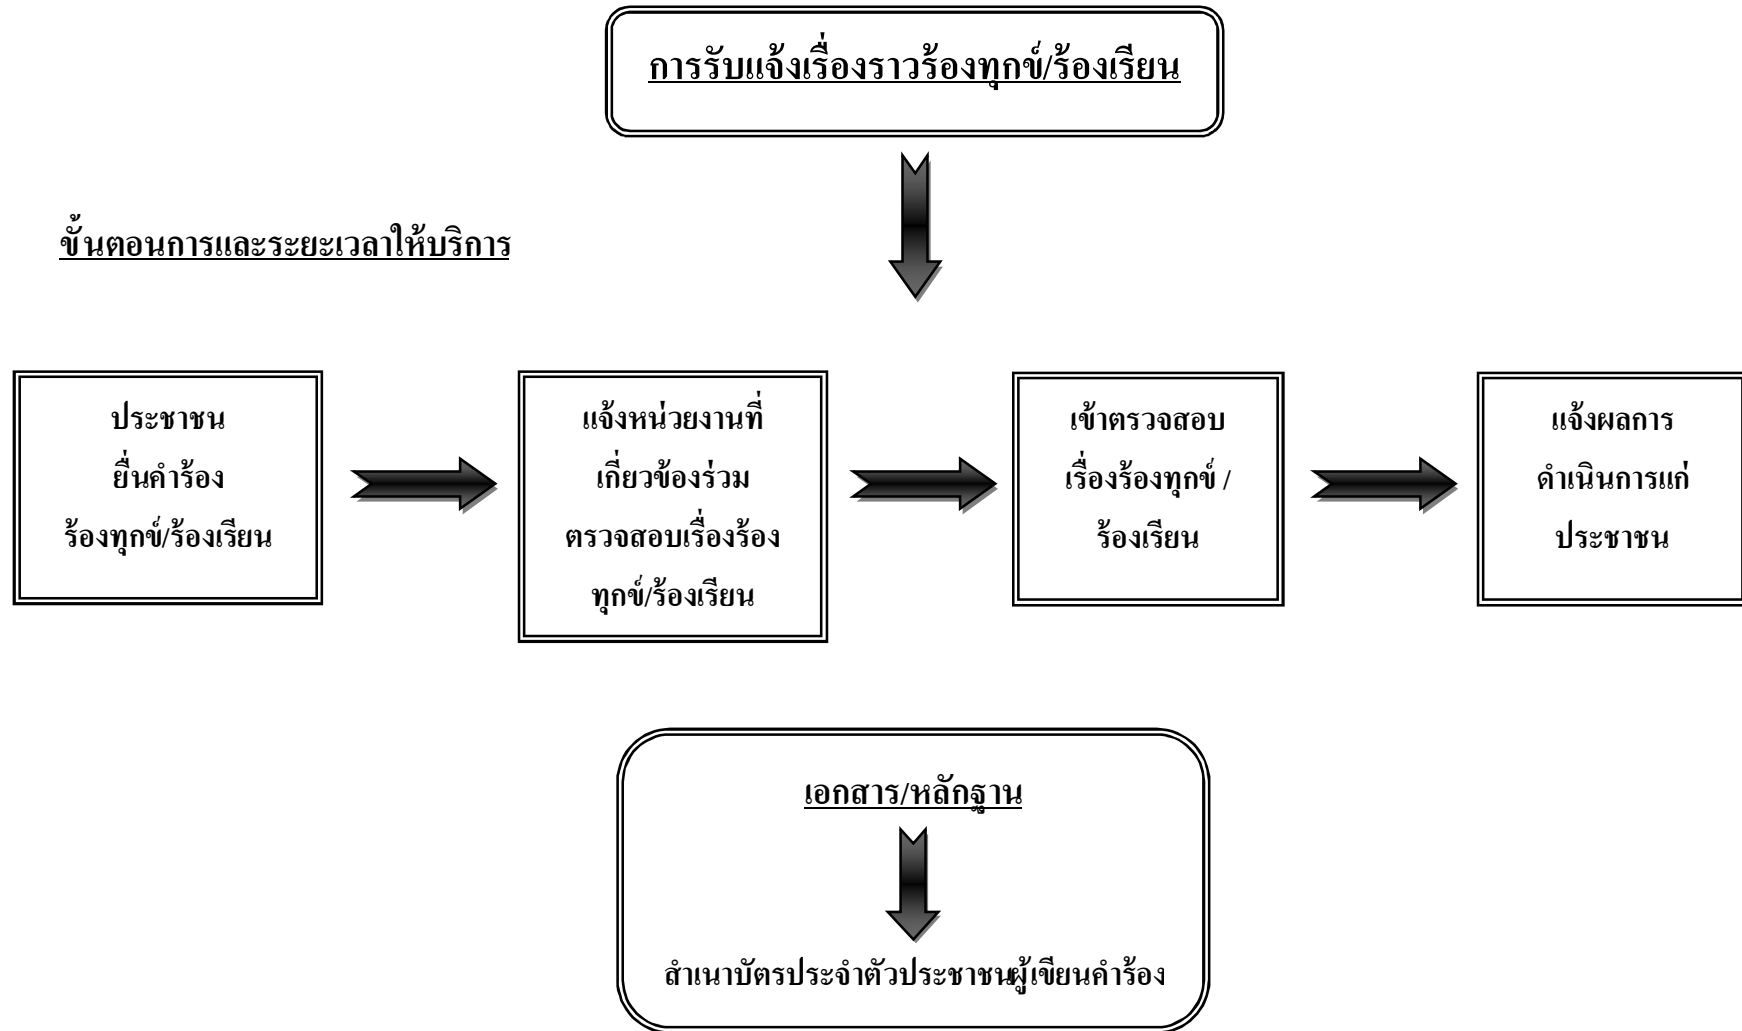 การรับแจ้งเรื่องราวร้องทุกข์/ร้องเรียน
ขั้นตอนการและระยะเวลาให้บริการ
ประชาชน
ยื่นคำร้อง
ร้องทุกข์/ร้องเรียน
แจ้งหน่วยงานที่
เกี่ยวข้องร่วม
ตรวจสอบเรื่องร้อง
ทุกข์/ร้องเรียน
เข้าตรวจสอบ
เรื่องร้องทุกข์ /
ร้องเรียน
แจ้งผลการ
ดำเนินการแก่
ประชาชน
เอกสาร/หลักฐาน
สำเนาบัตรประจำตัวประชาชนผู้เขียนคำร้อง